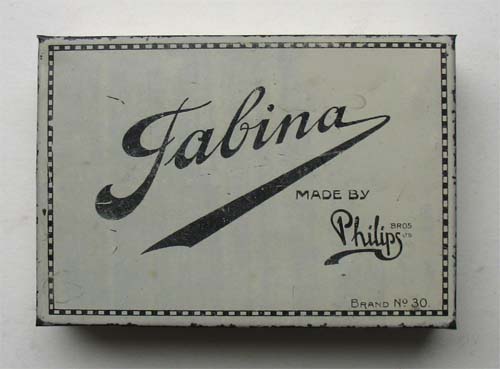 Fabina
MADE BY
Philips BROS LTD
BRAND Nº 30.